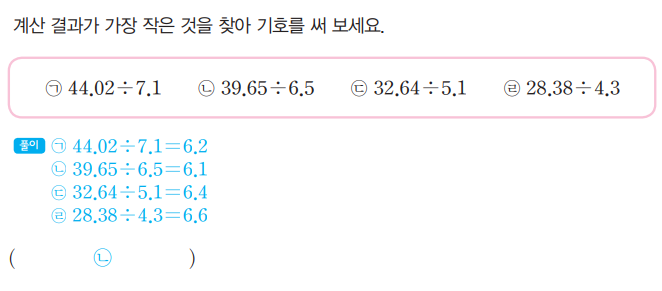 계산 결과가 가장 작은 것을 찾아 기호를 써 보세요.
㉠ 44.02÷7.1 ㉡ 39.65÷6.5 ㉢ 32.64÷5.1 ㉣ 28.38÷4.3
풀이 ㉠ 44.02÷7.1=6.2
㉡ 39.65÷6.5=6.1
㉢ 32.64÷5.1=6.4
㉣ 28.38÷4.3=6.6
( ㉡ )